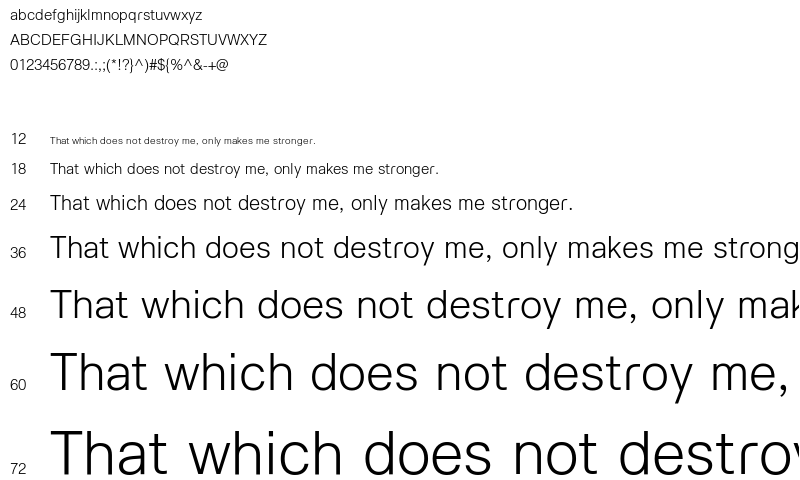 abcdefghijklmnopqrstuvwxyz
ABCDEFGHIJKLMNOPQRSTUVWXYZ
0123456789.:,;(*!?}^)#${%^&-+@
12 That which does not destroy me, only makes me stronger.
18 That which does not destroy me, only makes me stronger.
24 That which does not destroy me, only makes me stronger.
36 That which does not destroy me, only makes me strong
48 That which does not destroy me, only mak
60 That which does not destroy me,
72 That which does not destroy